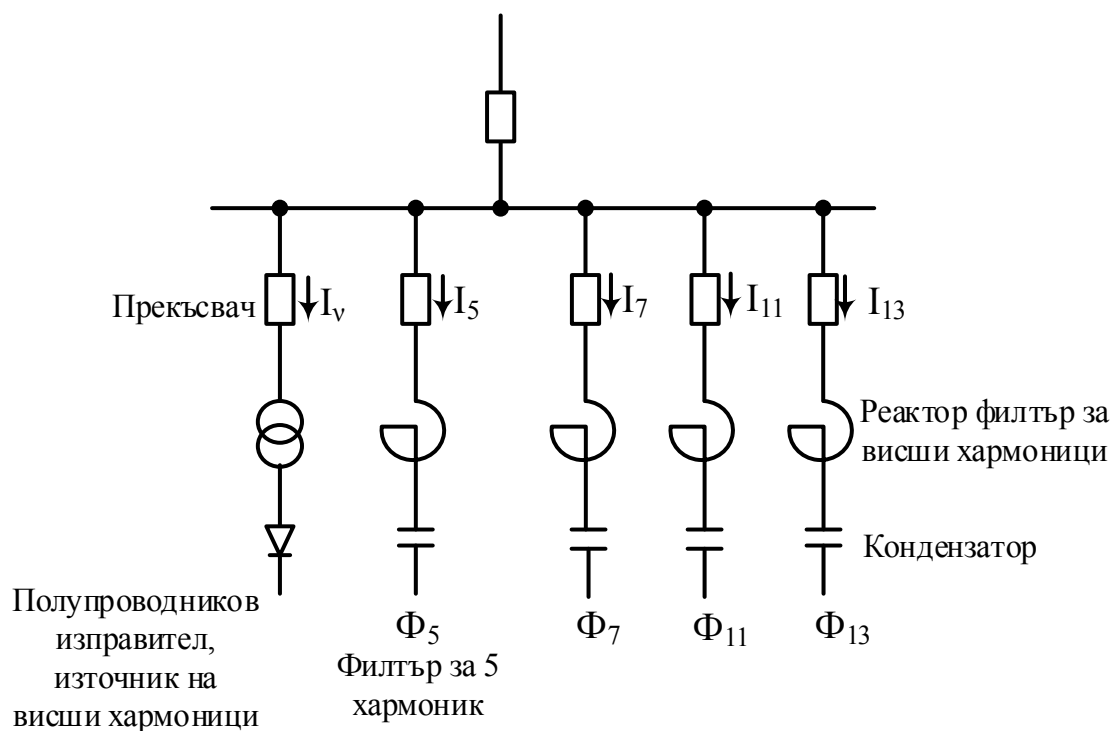 Прекъсвач
Iν
I5
I7
I11
I13
Реактор филтър за
висши хармоници
Кондензатор
Полупроводников
изправител,
източник на
висши хармоници
Ф5
Филтър за 5
хармоник
Ф7
Ф11
Ф13